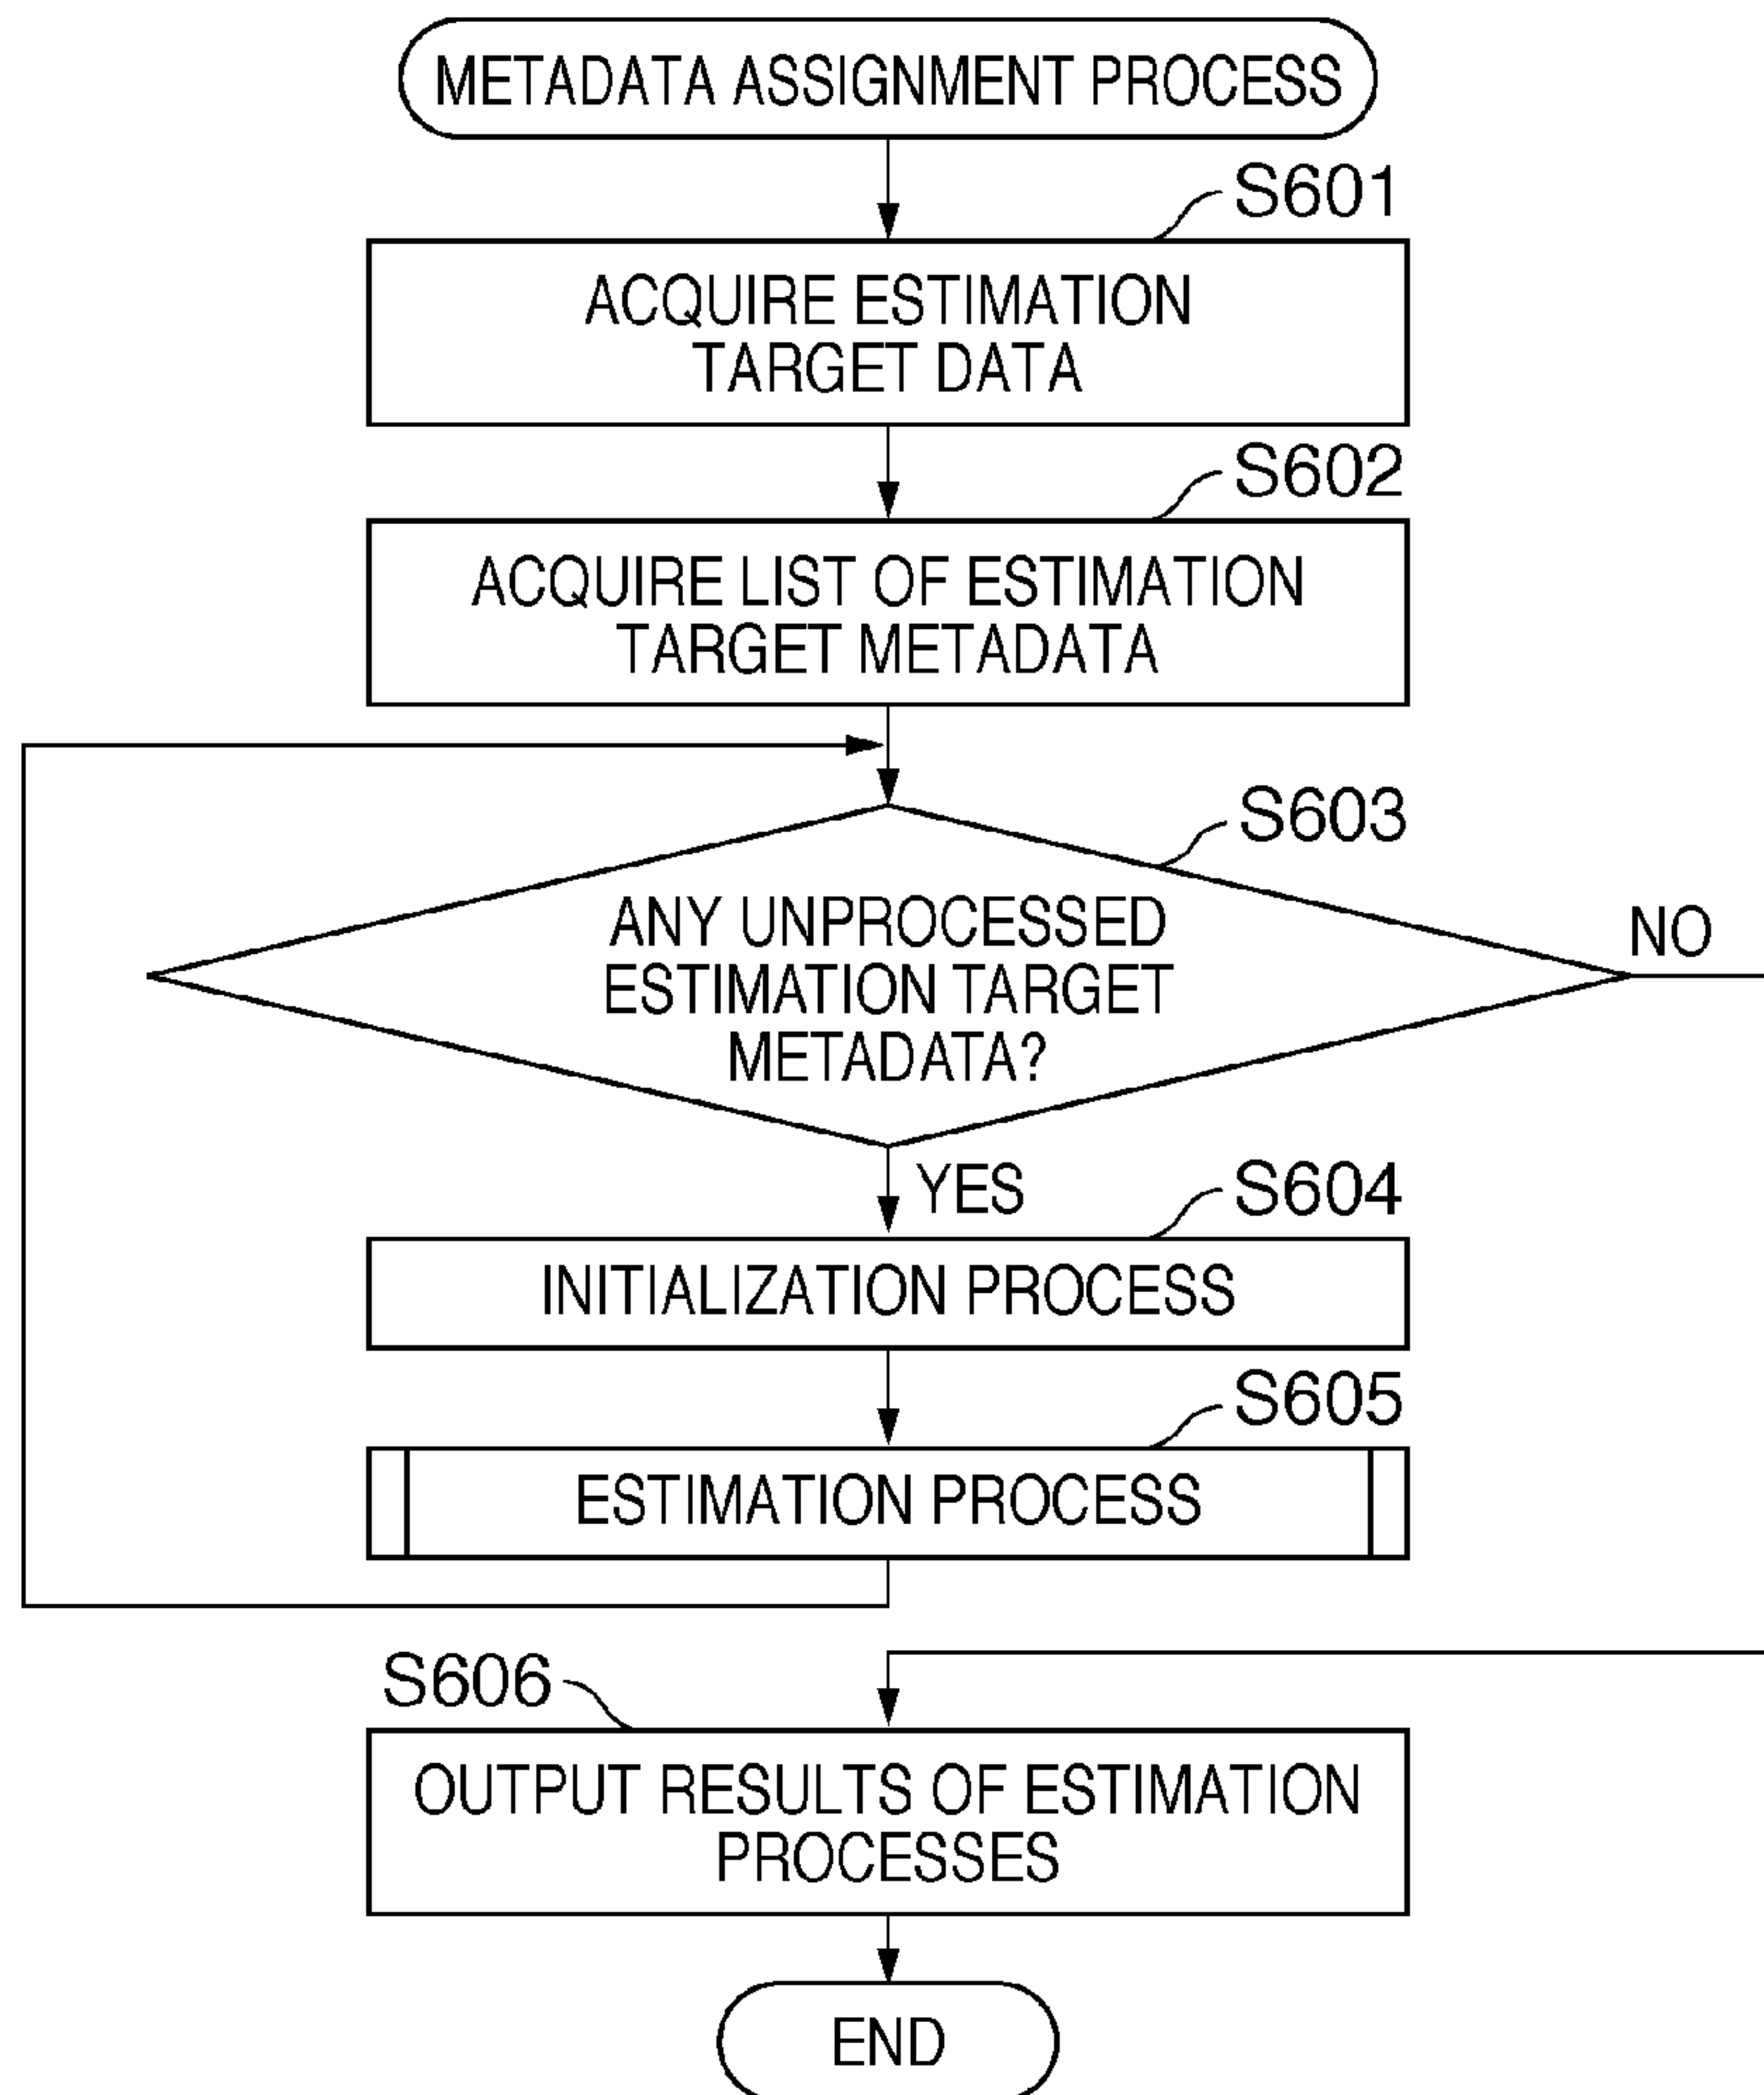 METADATA ASSIGNMENT PROCESS
S601
ACQUIRE ESTIMATION
TARGET DATA
S602
ACQUIRE LIST OF ESTIMATION
TARGET METADATA
S603
ANY UNPROCESSED
ESTIMATION TARGET
METADATA?
NO
YES
S604
INITIALIZATION PROCESS
S605
ESTIMATION PROCESS
S606
OUTPUT RESULTS OF ESTIMATION
PROCESSES
END